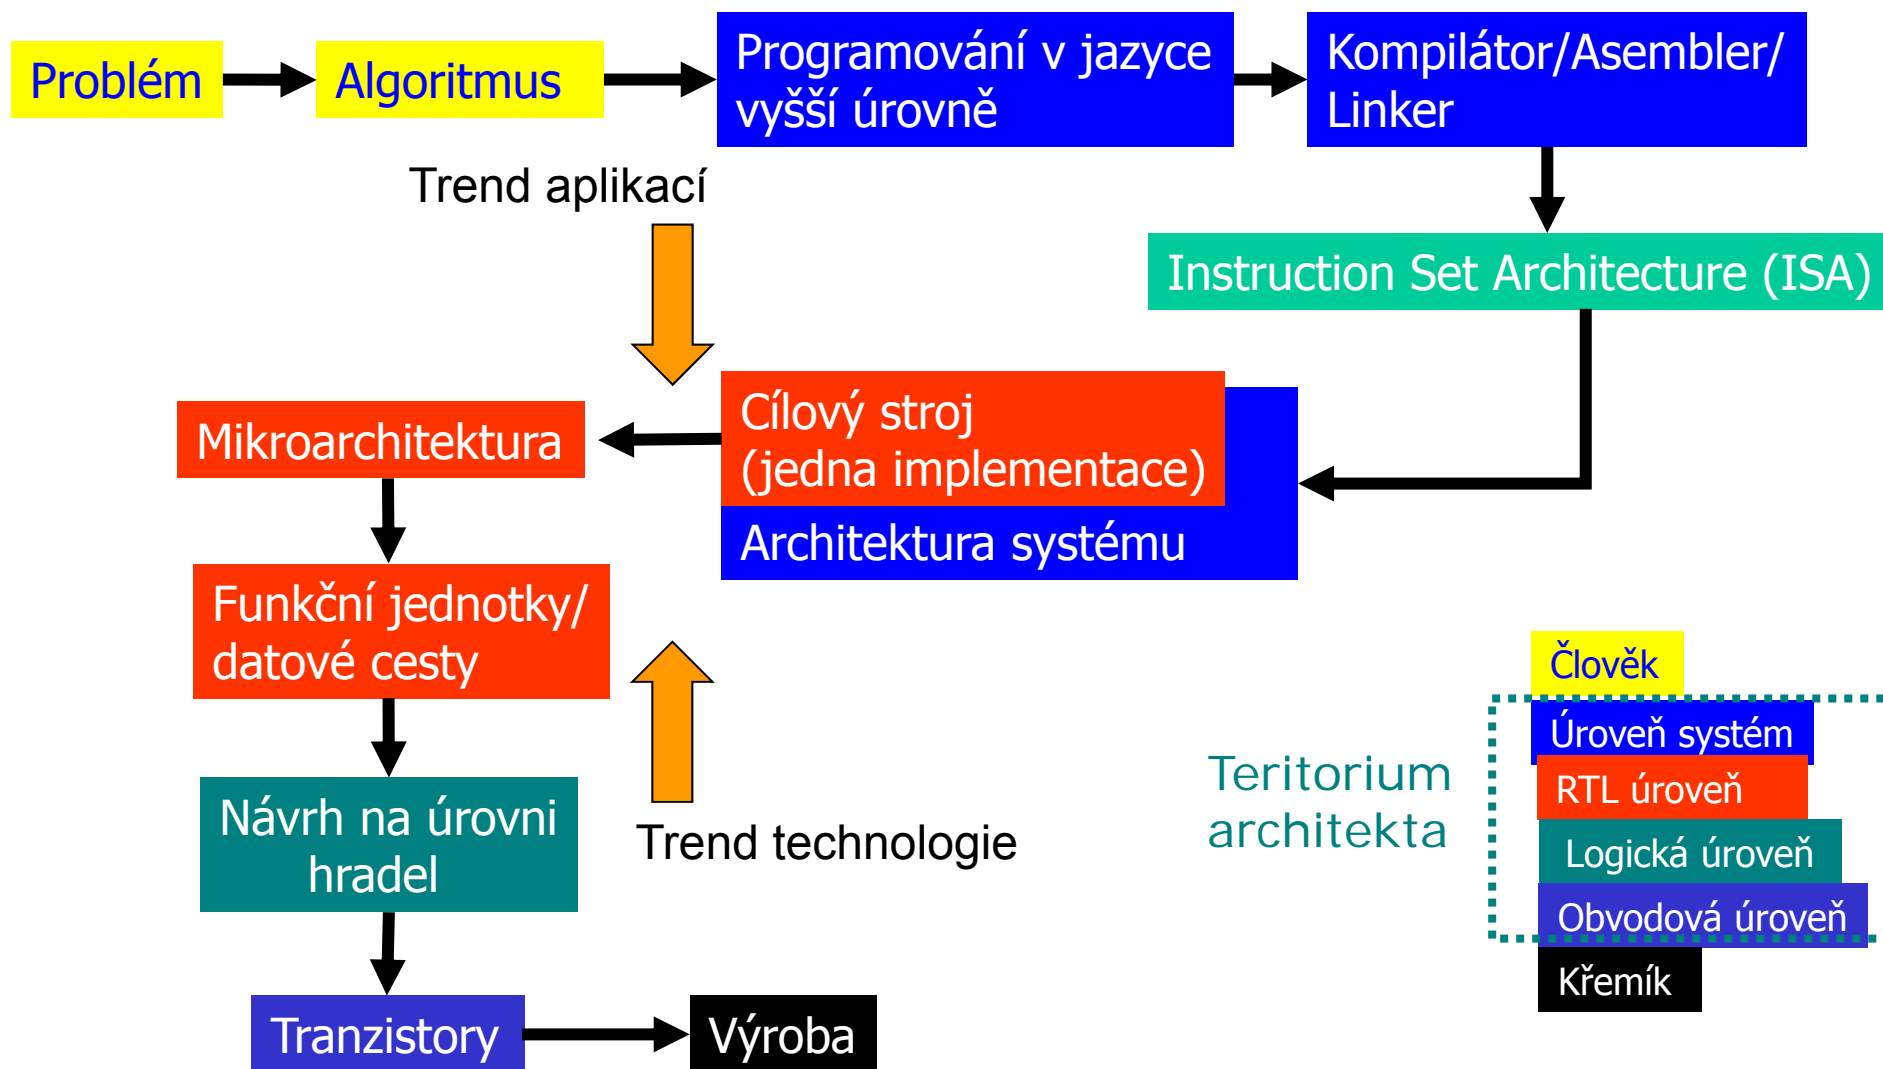 Problém
Algoritmus
Programování v jazyce
vyšší úrovně
Kompilátor/Asembler/
Linker
Trend aplikací
Instruction Set Architecture (ISA)
Cílový stroj
(jedna implementace)
Architektura systému
Mikroarchitektura
Funkční jednotky/
datové cesty
Návrh na úrovni
hradel
Trend technologie
Tranzistory
Výroba
Teritorium
architekta
Člověk
Úroveň systém
RTL úroveň
Logická úroveň
Obvodová úroveň
Křemík